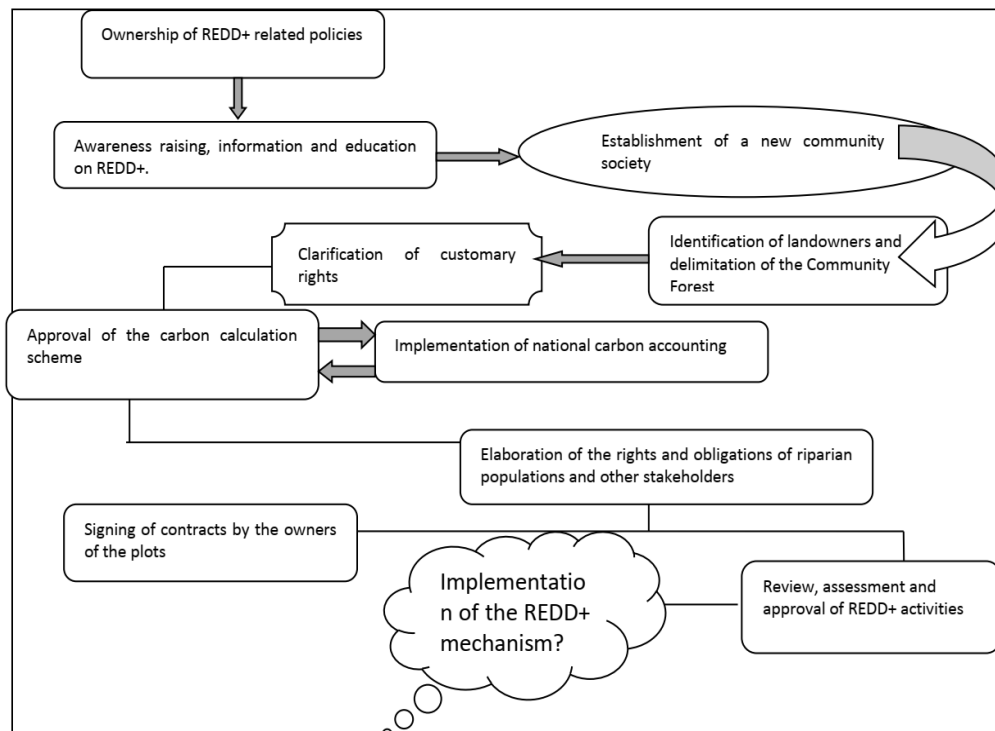 Ownership of REDD+ related policies
Awareness raising, information and education
on REDD+.
Establishment of a new community
society
Clarification of customary
rights
Identification of landowners and
delimitation of the Community
Forest
Approval of the carbon calculation
scheme
Implementation of national carbon accounting
Elaboration of the rights and obligations of riparian
populations and other stakeholders
Signing of contracts by the owners
of the plots
Implementatio
n of the REDD+
mechanism?
Review, assessment and
approval of REDD+ activities